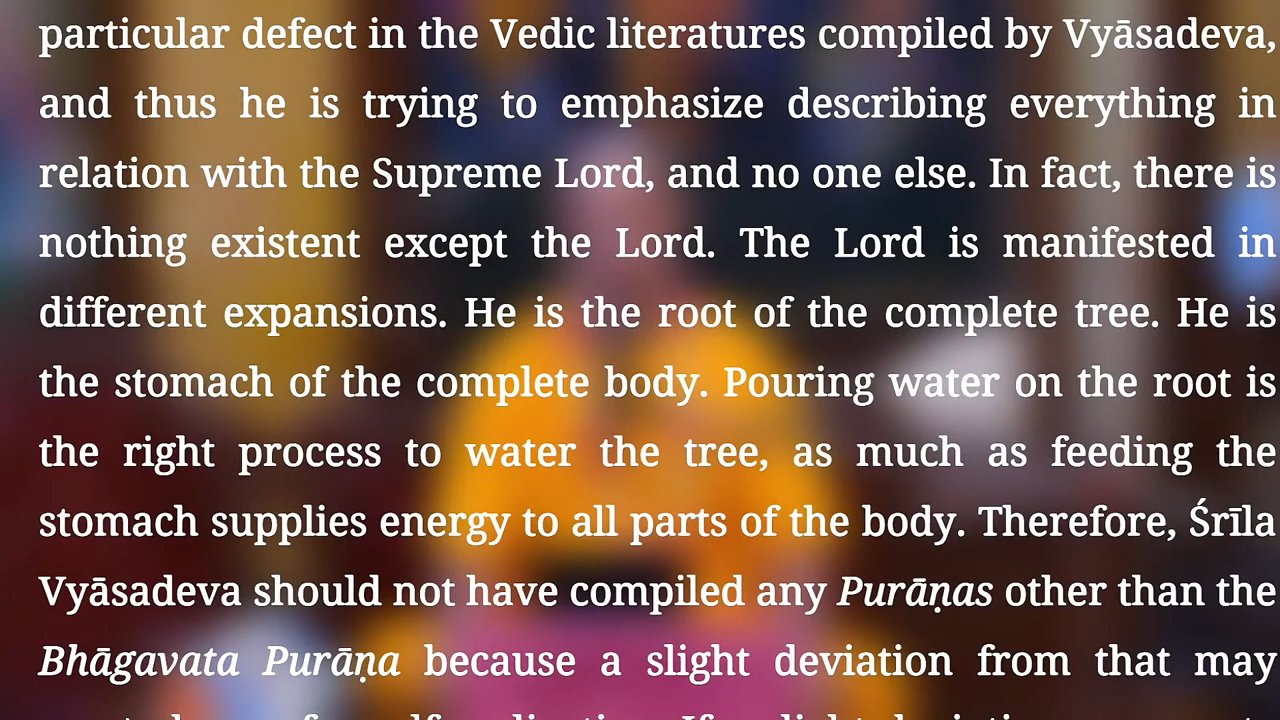 particular defect in the Vedic literatures compiled by Vyāsadeva,
and thus he is trying to emphasize describing everything in
relation with the Supreme Lord, and no one else. In fact, there is
nothing existent except the Lord. The Lord is manifested in
different expansions. He is the root of the complete tree. He is
the stomach of the complete body. Pouring water on the root is
the right process to water the tree, as much as feeding the
stomach supplies energy to all parts of the body. Therefore, Śrīla
Vyāsadeva should not have compiled any Purāṇas other than the
Bhāgavata Purāṇa because a slight deviation from that may